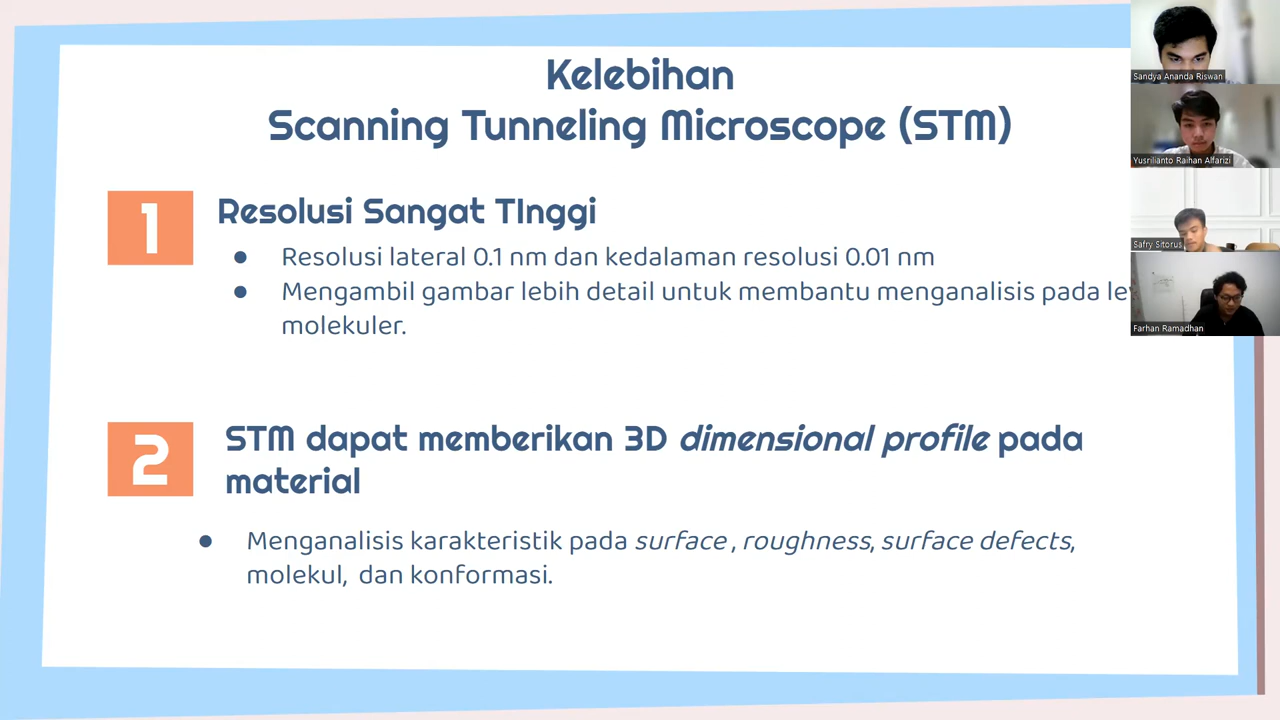 Kelebihan
Scanning Tunneling Microscope (STM)
1
Resolusi Sangat TInggi
● Resolusi lateral 0.1 nm dan kedalaman resolusi 0.01 nm
● Mengambil gambar lebih detail untuk membantu menganalisis pada
molekuler.
2
STM dapat memberikan 3D dimensional profile pada
material
● Menganalisis karakteristik pada surface , roughness, surface defects,
molekul, dan konformasi.
Sandya Ananda Riswan
Yusrilianto Raihan Alfarizi
Safry Sitorus
Farhan Ramadhan